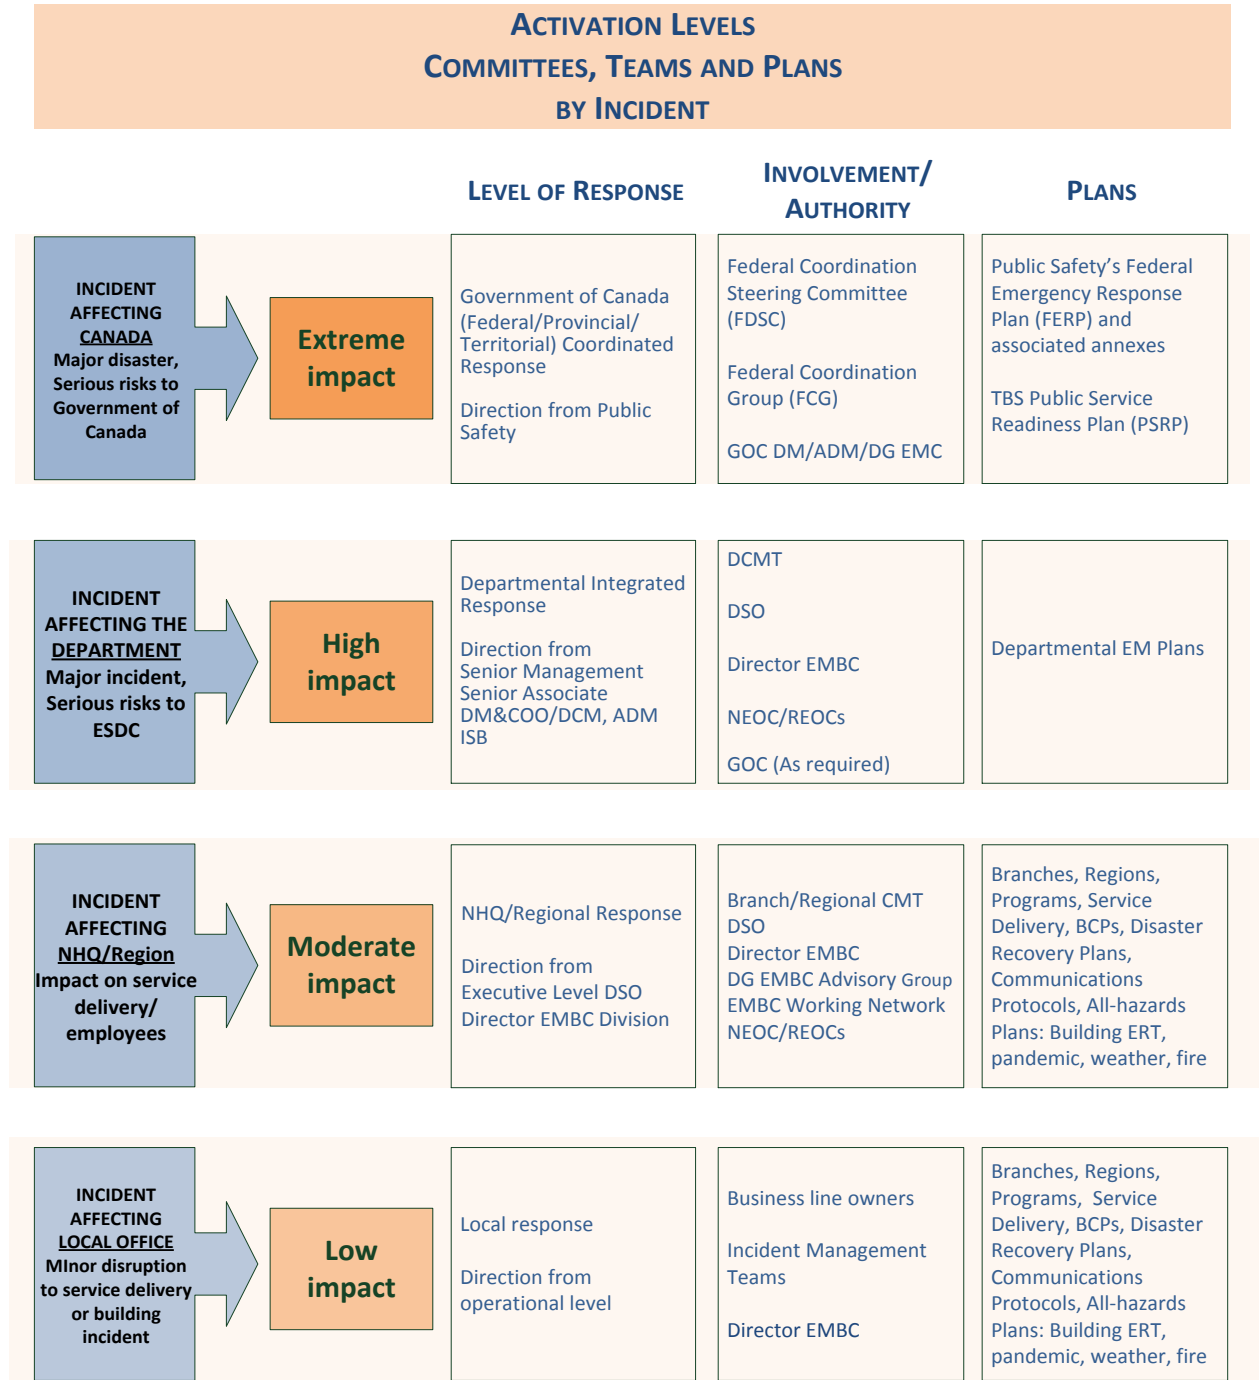 ACTIVATION LEVELS
COMMITTEES, TEAMS AND PLANS
BY INCIDENT
LEVEL OF RESPONSE
INVOLVEMENT/
AUTHORITY
PLANS
INCIDENT
AFFECTING
CANADA
Major disaster,
Serious risks to
Government of
Canada
Extreme
impact
Government of Canada
(Federal/Provincial/
Territorial) Coordinated
Response
Direction from Public
Safety
Federal Coordination
Steering Committee
(FDSC)
Federal Coordination
Group (FCG)
GOC DM/ADM/DG EMC
Public Safety’s Federal
Emergency Response
Plan (FERP) and
associated annexes
TBS Public Service
Readiness Plan (PSRP)
INCIDENT
AFFECTING THE
DEPARTMENT
Major incident,
Serious risks to
ESDC
High
impact
Departmental Integrated
Response
Direction from
Senior Management
Senior Associate
DM&COO/DCM, ADM
ISB
DCMT
DSO
Director EMBC
NEOC/REOCs
GOC (As required)
Departmental EM Plans
INCIDENT
AFFECTING
NHQ/Region
Impact on service
delivery/
employees
Moderate
impact
NHQ/Regional Response
Direction from
Executive Level DSO
Director EMBC Division
Branch/Regional CMT
DSO
Director EMBC
DG EMBC Advisory Group
EMBC Working Network
NEOC/REOCs
Branches, Regions,
Programs, Service
Delivery, BCPs, Disaster
Recovery Plans,
Communications
Protocols, All-hazards
Plans: Building ERT,
pandemic, weather, fire
INCIDENT
AFFECTING
LOCAL OFFICE
MInor disruption
to service delivery
or building
incident
Low
impact
Local response
Direction from
operational level
Business line owners
Incident Management
Teams
Director EMBC
Branches, Regions,
Programs,  Service
Delivery, BCPs, Disaster
Recovery Plans,
Communications
Protocols, All-hazards
Plans: Building ERT,
pandemic, weather, fire